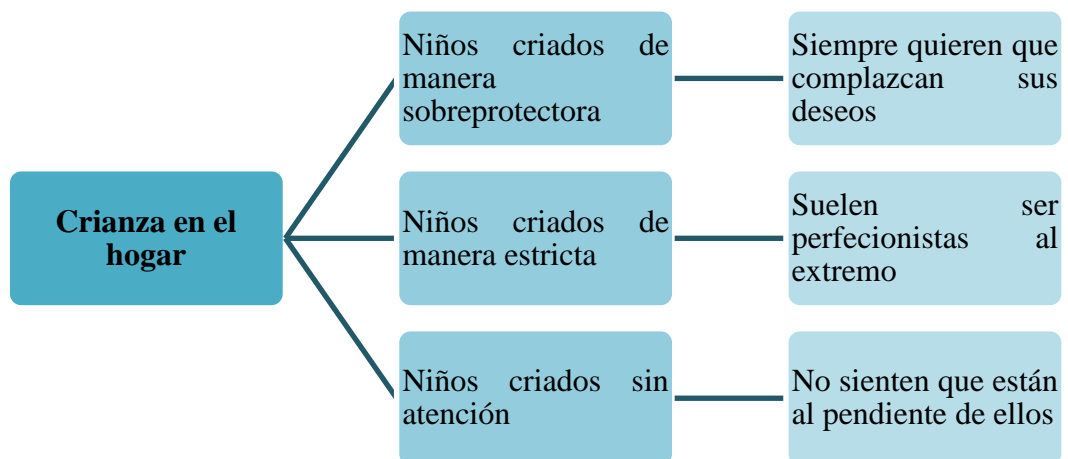 Crianza en el
hogar
Niños criados de
manera
sobreprotectora
Siempre quieren que
complazcan sus
deseos
Niños criados de
manera estricta
Suelen ser
perfecionistas al
extremo
Niños criados sin
atención
No sienten que están
al pendiente de ellos